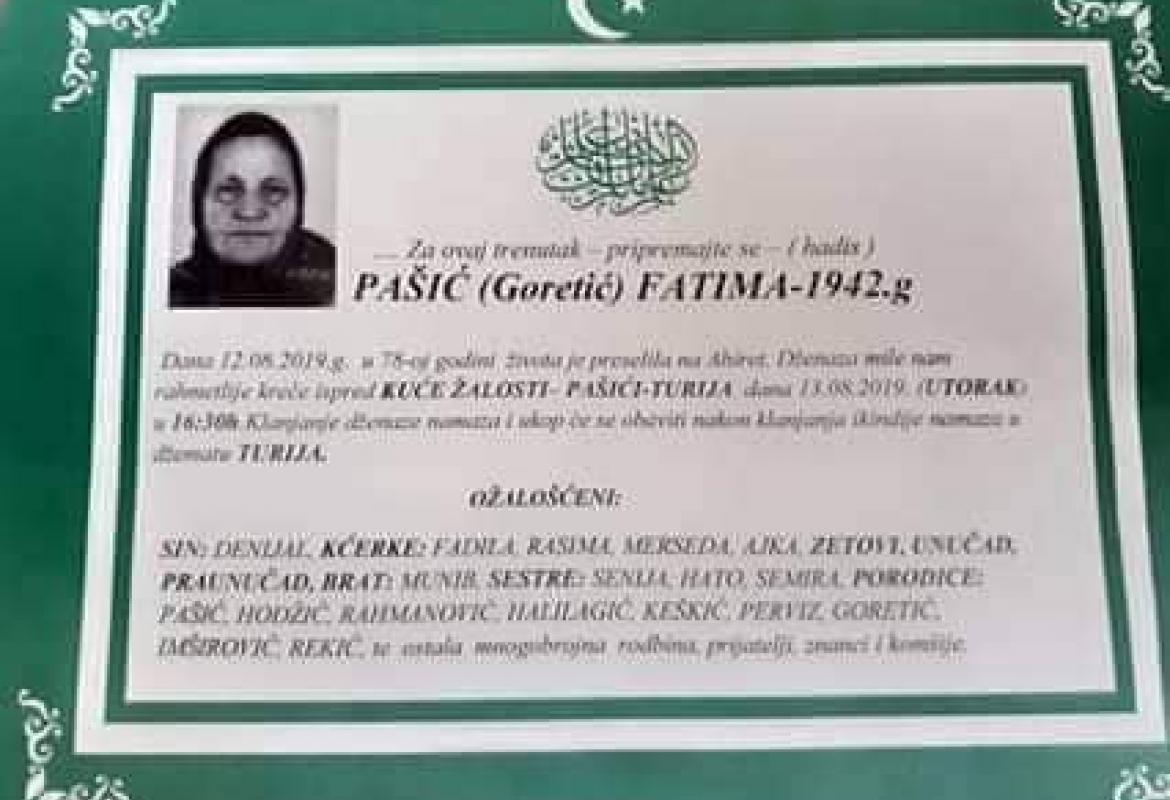 ... Za ovaj trenutak – pripremajte se – ( hadis )
PAŠIĆ (Goretić) FATIMA-1942.g
Dana 12.08.2019.g. u 78-oj godini života je preselila na Ahiret. Dženaza mile nam
rahmetlije kreće ispred KUĆE ŽALOSTI- PAŠIĆI-TURIJA dana 13.08.2019. (UTORAK)
u 16:30h Klanjanje dženaze namaza i ukop će se obaviti nakon klanjanja ikindije namaza u
džematu TURIJA.
OŽALOŠĆENI:
SIN: DENIJAL, KĆERKE: FADILA, RASIMA, MERSEDA, AJKA, ZETOVI, UNUČAD,
PRAUNUČAD, BRAT: MUNIB, SESTRE: SENIJA, HATO, SEMIRA, PORODICE:
PAŠIĆ, HODŽIĆ, RAHMANOVIĆ, HALILAGIĆ, KEŠKIĆ, PERVIZ, GORETIĆ,
IMŠIROVIĆ, REKIĆ, te ostala mnogobrojna rodbina, prijatelji, znanci i komšije.